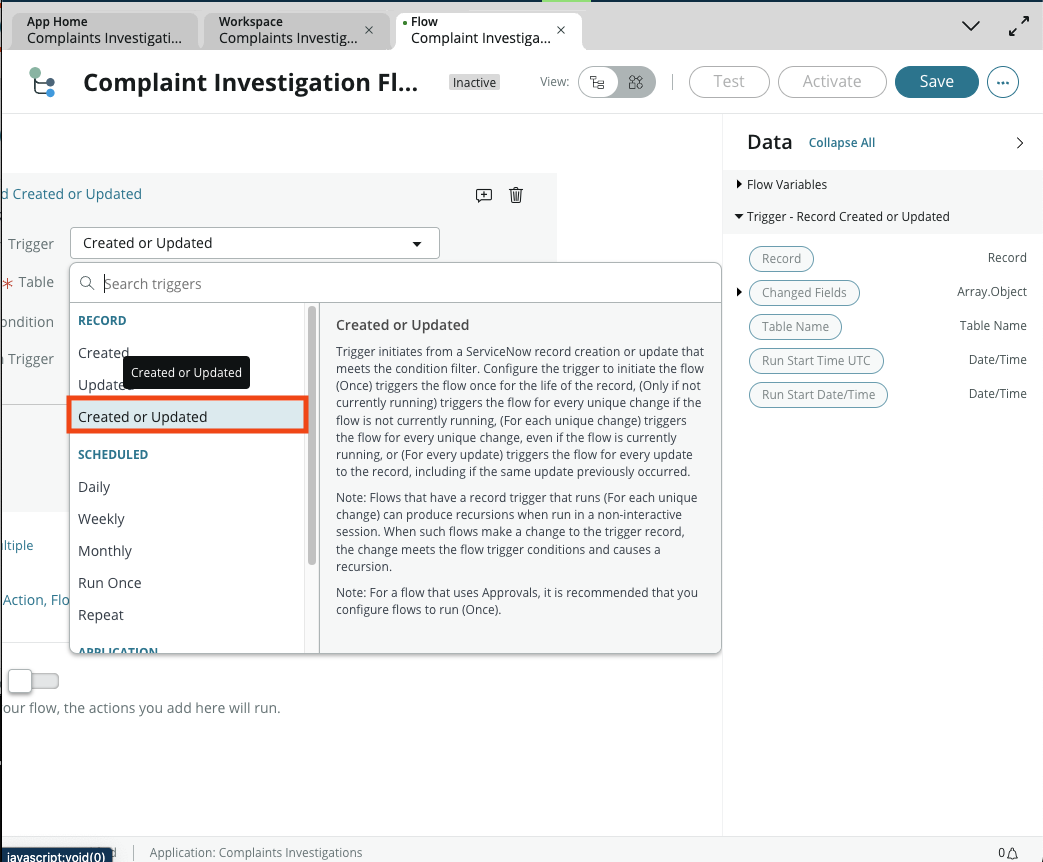 App Home
Complaints Investigati...
Workspace
Complaints Investig...
Flow
Complaint Investiga...
Complaint Investigation Fl...
Inactive
View:
Test
Activate
Save
Data
Collapse All
Flow Variables
Trigger - Record Created or Updated
Record
Record
Changed Fields
Array.Object
Table Name
Table Name
Run Start Time UTC
Date/Time
Run Start Date/Time
Date/Time
d Created or Updated
Trigger
Created or Updated
* Table
ondition
Trigger
Search triggers
RECORD
Created
Updated
Created or Updated
Created or Updated
SCHEDULED
Daily
Weekly
Monthly
Run Once
Repeat
APPLICATION
Created or Updated
Trigger initiates from a ServiceNow record creation or update that
meets the condition filter. Configure the trigger to initiate the flow
(Once) triggers the flow once for the life of the record, (Only if not
currently running) triggers the flow for every unique change if the
flow is not currently running, (For each unique change) triggers
the flow for every unique change, even if the flow is currently
running, or (For every update) triggers the flow for every update
to the record, including if the same update previously occurred.
Note: Flows that have a record trigger that runs (For each unique
change) can produce recursions when run in a non-interactive
session. When such flows make a change to the trigger record,
the change meets the flow trigger conditions and causes a
recursion.
Note: For a flow that uses Approvals, it is recommended that you
configure flows to run (Once).
ltiple
Action, Flo
our flow, the actions you add here will run.
javascript:void(0)
Application: Complaints Investigations
0